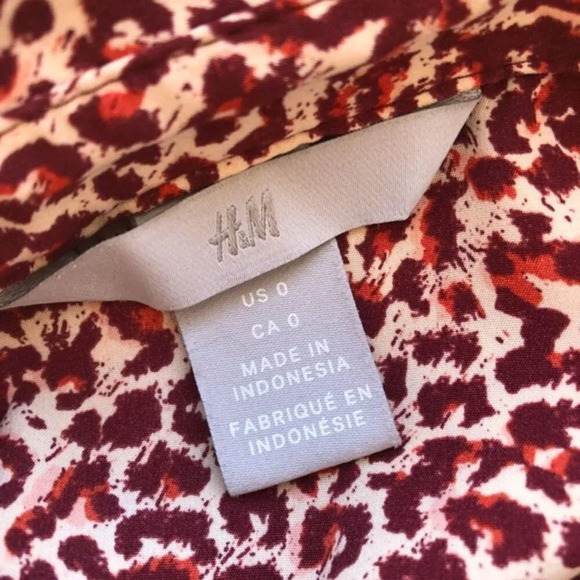 H&M
US 0
CA 0
MADE IN
INDONESIA
FABRIQUÉ EN
INDONÉSIE